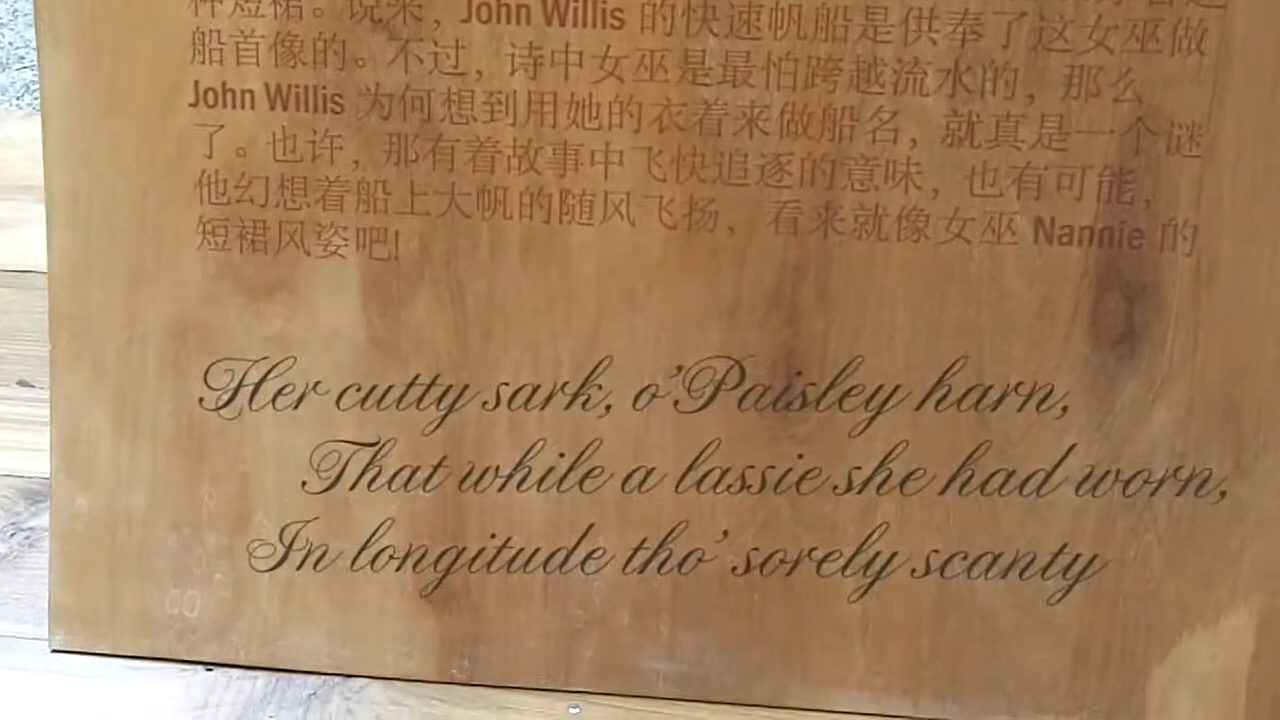 种短裙。说来，John Willis 的快速帆船是供奉了这女巫做
船首像的。不过，诗中女巫是最怕跨越流水的，那么
John Willis 为何想到用她的衣着来做船名，就真是一个谜
了。也许，那有着故事中飞快追逐的意味，也有可能，
他幻想着船上大帆的随风飞扬，看来就像女巫 Nannie 的
短裙风姿吧!
Her cutty sark, o' Paisley harn,
That while a lassie she had worn,
In longitude tho' sorely scanty